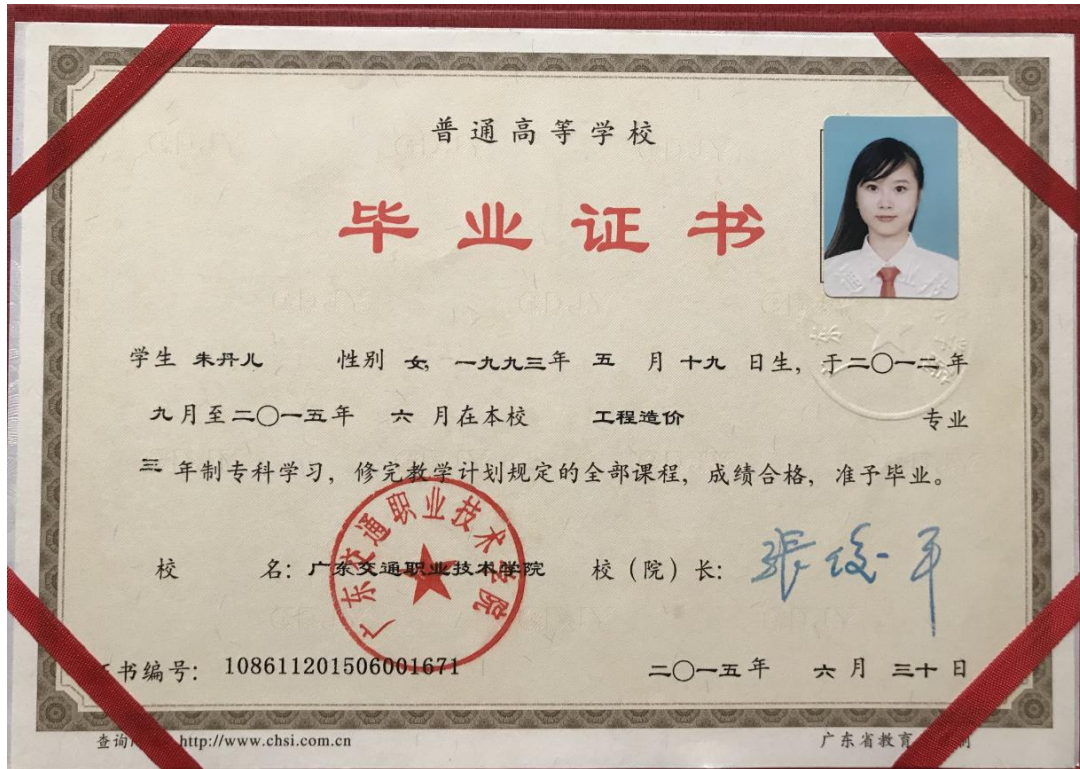 普通高等学校
毕业证书
学生 朱丹儿 性别 女, 一九九三年 五 月 十九 日生, 于二〇一二年
九月至二〇一五年 六 月在本校 工程造价 专业
三 年制专科学习, 修完教学计划规定的全部课程, 成绩合格, 准予毕业。
校 名: 广东交通职业技术学院 校（院）长: 張俊平
广东交通职业技术学院
书编号: 108611201506001671 二〇一五年 六 月 三十 日
查询 http://www.chsi.com.cn 广东省教育 制